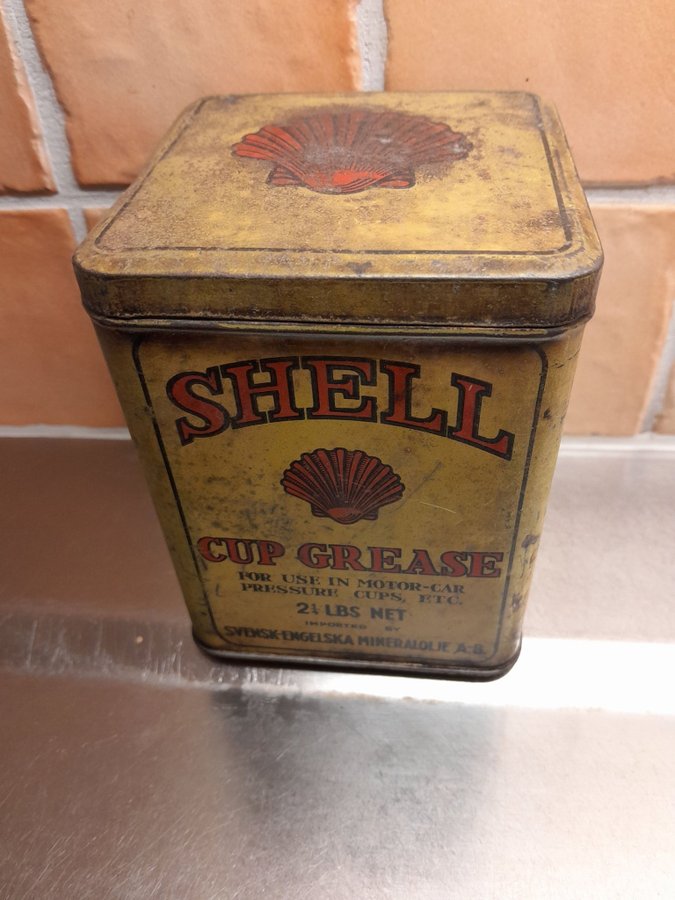 SHELL
CUP GREASE
FOR USE IN MOTOR-CAR
PRESSURE CUPS, ETC.
2½ LBS NET
IMPORTED BY
SVENSK-ENGELSKA MINERALOLJE A.B.